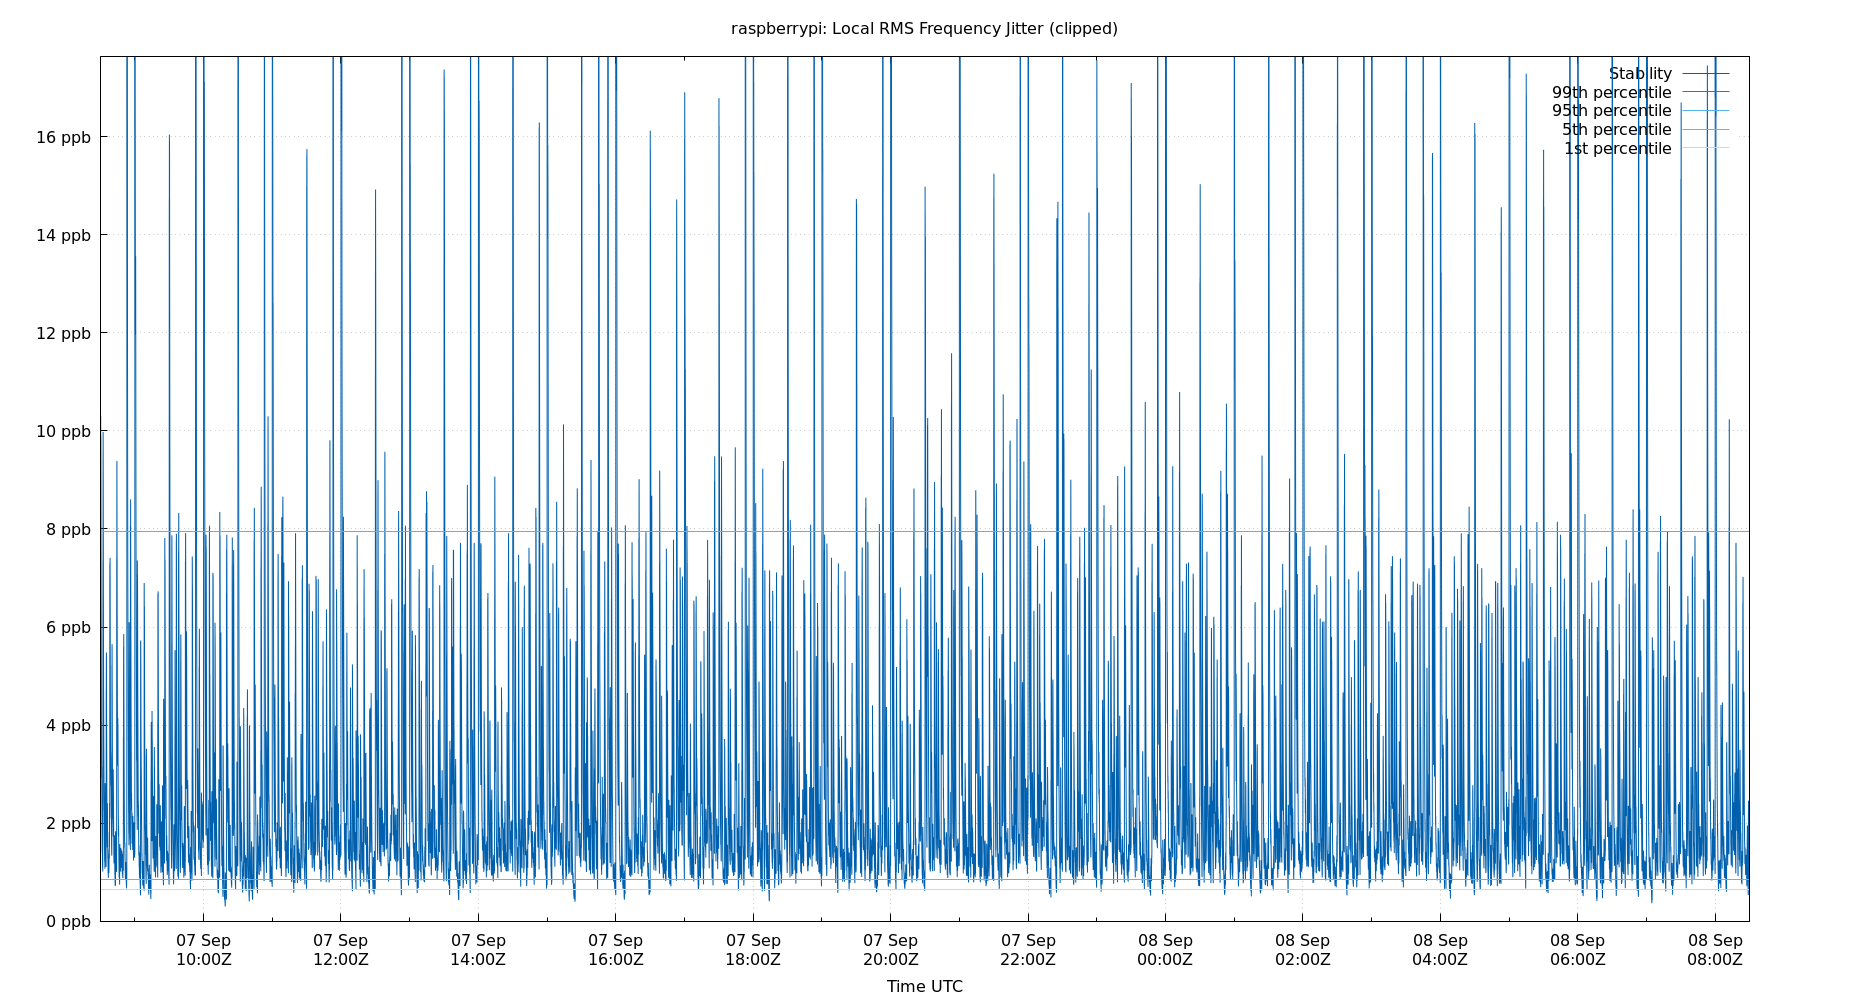 raspberrypi: Local RMS Frequency Jitter (clipped)
Stability
99th percentile
95th percentile
5th percentile
1st percentile
16 ppb
14 ppb
12 ppb
10 ppb
8 ppb
6 ppb
4 ppb
2 ppb
0 ppb
07 Sep 07 Sep 07 Sep 07 Sep 07 Sep 07 Sep 07 Sep 08 Sep 08 Sep 08 Sep 08 Sep 08 Sep
10:00Z 12:00Z 14:00Z 16:00Z 18:00Z 20:00Z 22:00Z 00:00Z 02:00Z 04:00Z 06:00Z 08:00Z
Time UTC